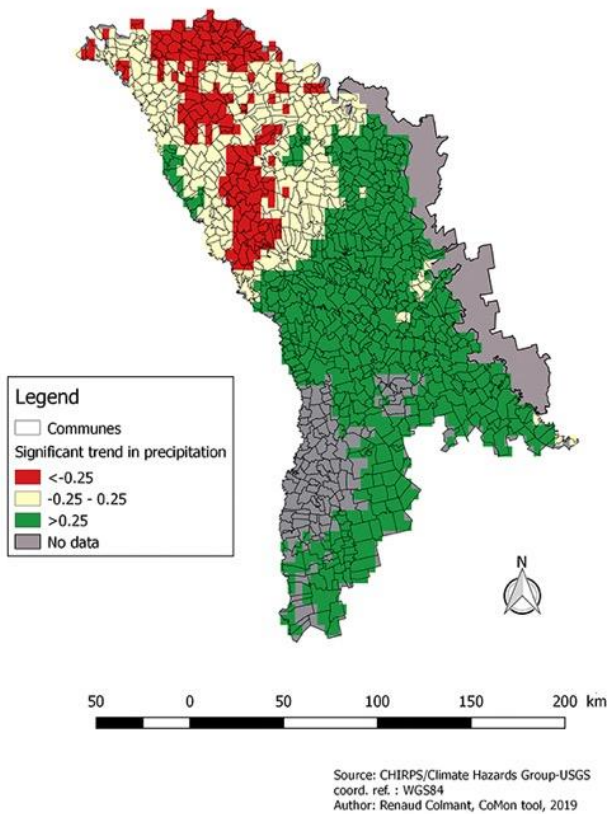 Legend
Communes
Significant trend in precipitation
<-0.25
-0.25 - 0.25
>0.25
No data
N
50 0 50 100 150 200 km
Source: CHIRPS/Climate Hazards Group-USGS
coord. ref. : WGS84
Author: Renaud Colmant, CoMon tool, 2019